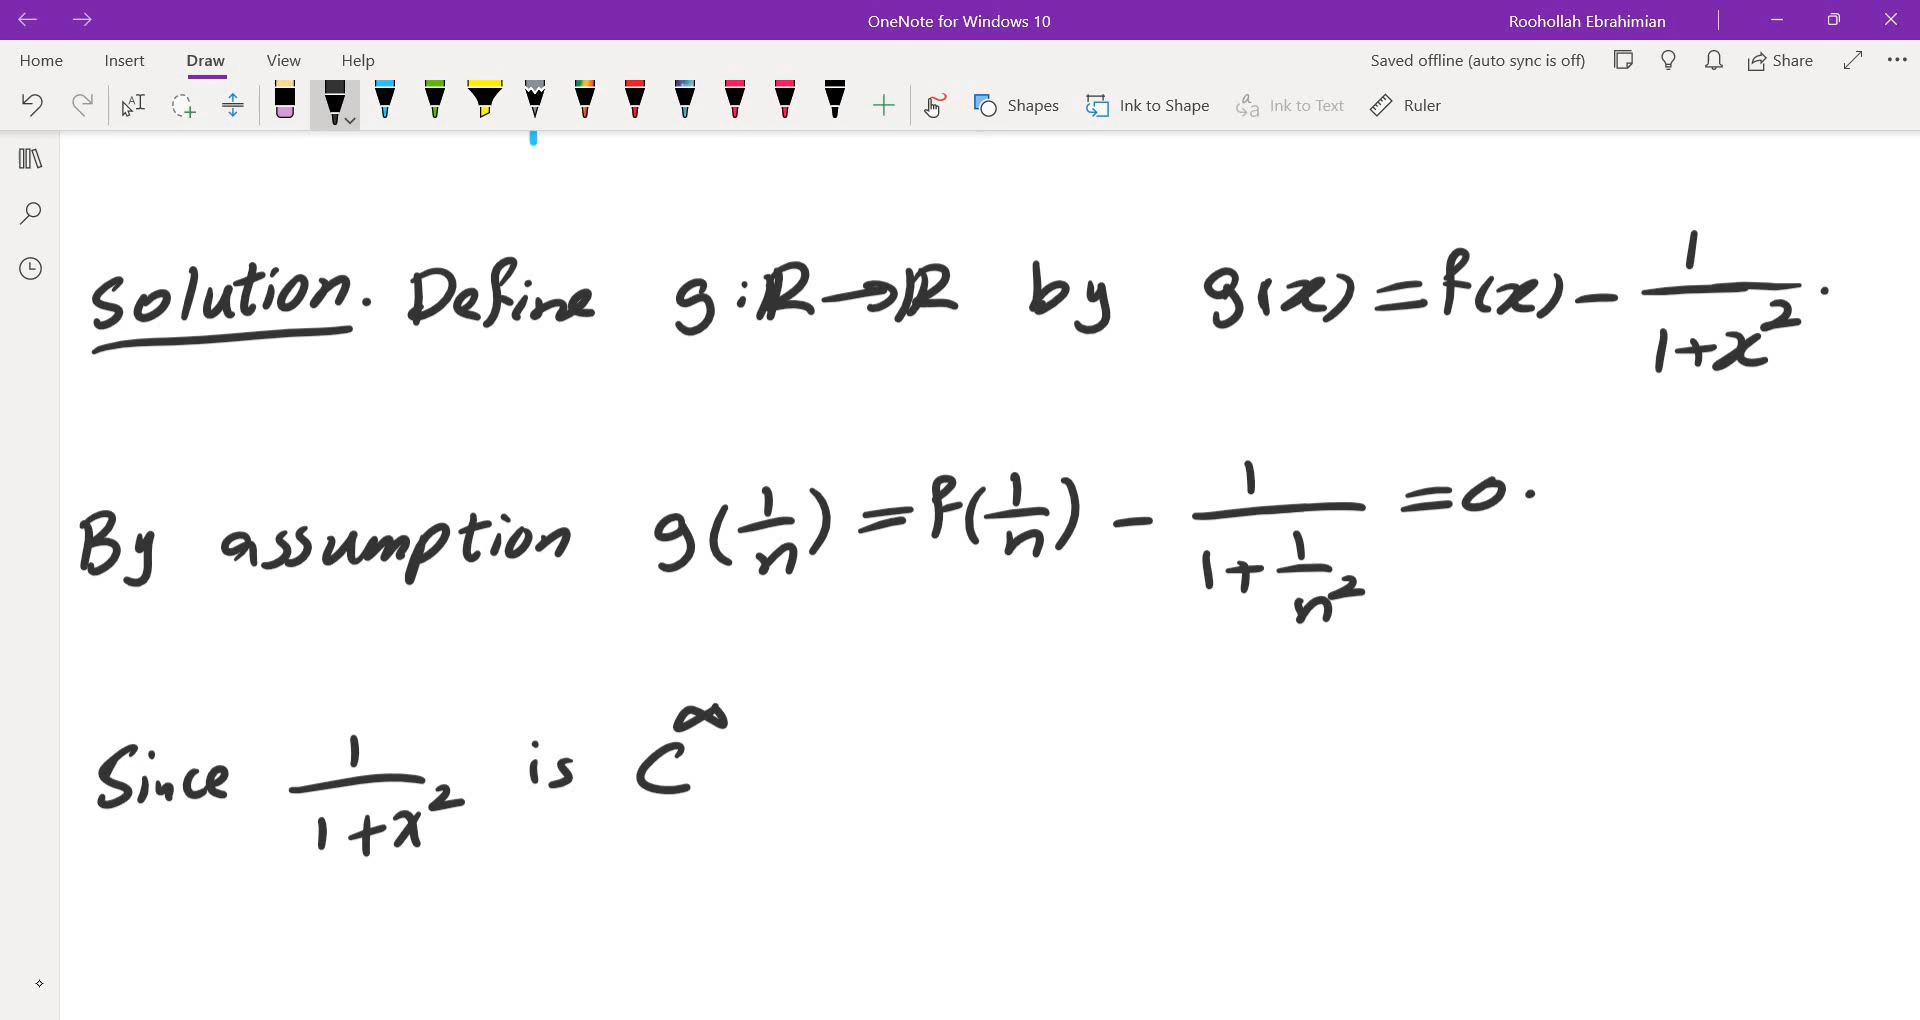 OneNote for Windows 10
Roohollah Ebrahimian
Home Insert Draw View Help
Saved offline (auto sync is off) Share
Shapes Ink to Shape Ink to Text Ruler
Solution. Define g:ℝ→ℝ by g(x)=f(x)-1/(1+x²).
By assumption g(1/n)=f(1/n)-1/(1+1/n²)=0.
Since 1/(1+x²) is C^∞